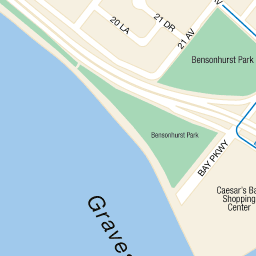 20 LA
21 DR
21 AV
Bensonhurst Park
Bensonhurst Park
BAY PKWY
Caesar's Ba
Shopping
Center
Graves